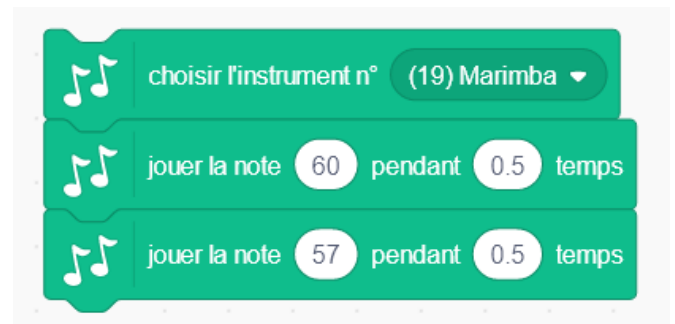 choisir l'instrument n° (19) Marimba
jouer la note 60 pendant 0.5 temps
jouer la note 57 pendant 0.5 temps